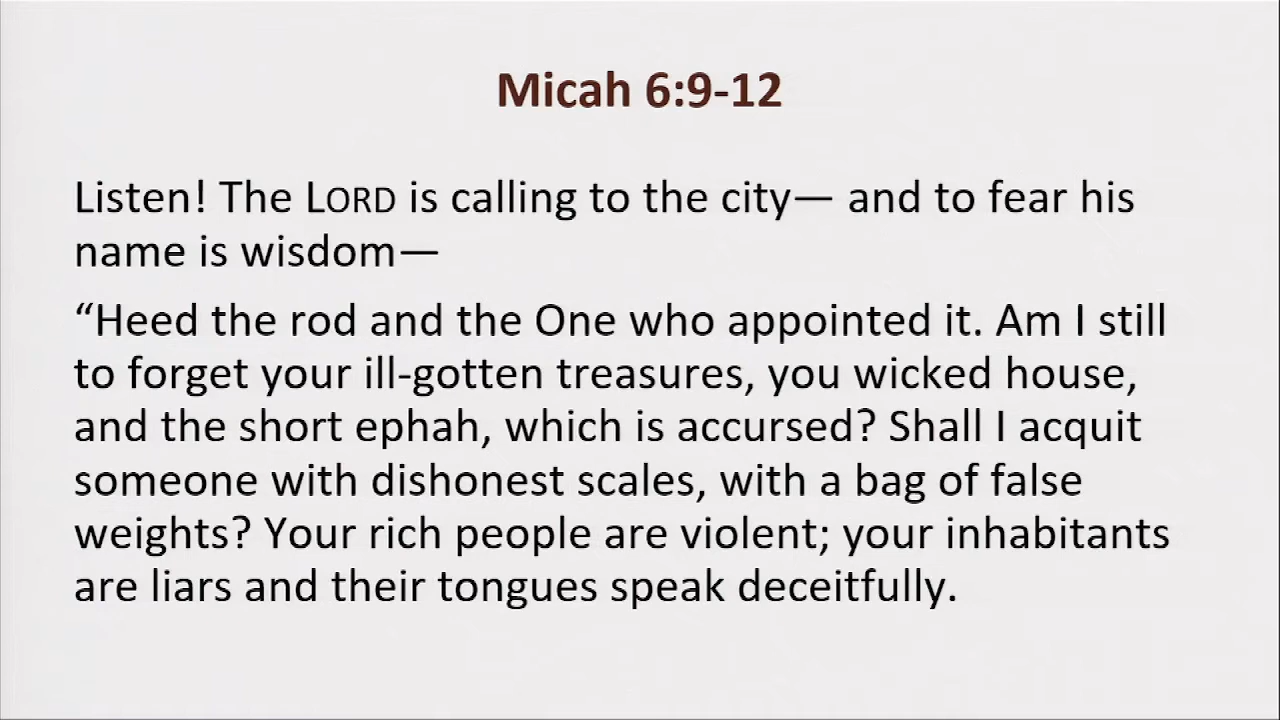 Micah 6:9-12
Listen! The LORD is calling to the city— and to fear his
name is wisdom—
“Heed the rod and the One who appointed it. Am I still
to forget your ill-gotten treasures, you wicked house,
and the short ephah, which is accursed? Shall I acquit
someone with dishonest scales, with a bag of false
weights? Your rich people are violent; your inhabitants
are liars and their tongues speak deceitfully.